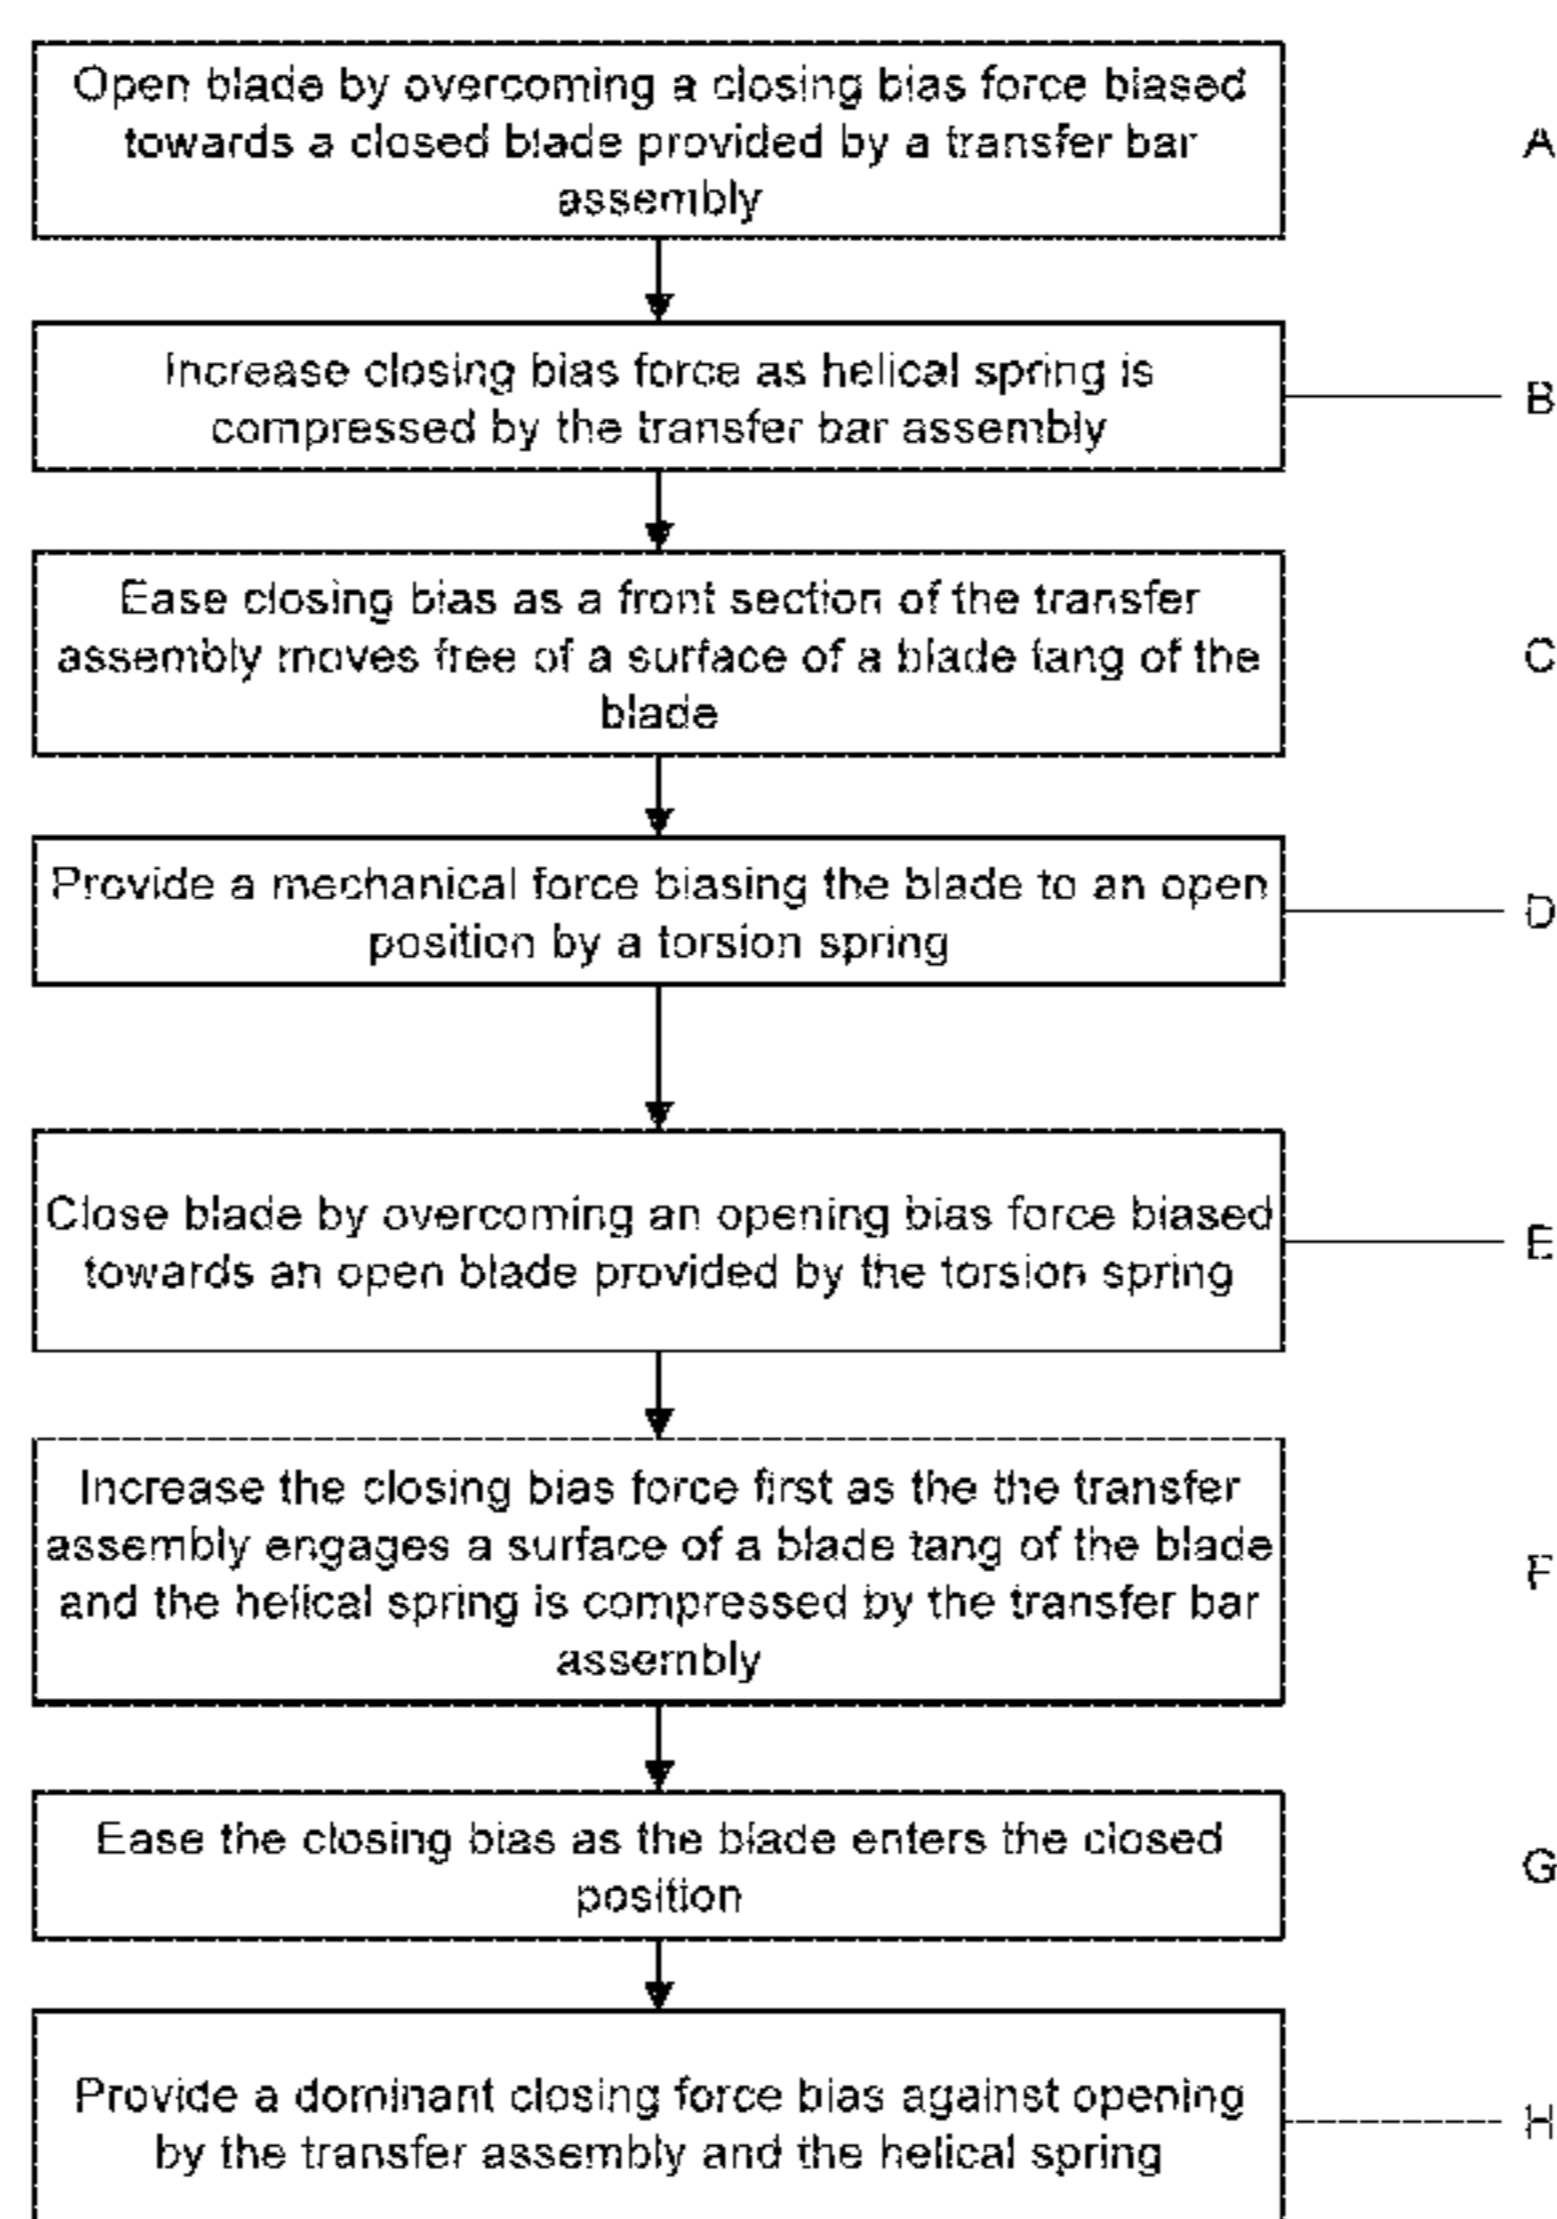 Open blade by overcoming a closing bias force biased
towards a closed blade provided by a transfer bar
assembly
A
Increase closing bias force as helical spring is
compressed by the transfer bar assembly
B
Ease closing bias as a front section of the transfer
assembly moves free of a surface of a blade tang of the
blade
C
Provide a mechanical force biasing the blade to an open
position by a torsion spring
D
Close blade by overcoming an opening bias force biased
towards an open blade provided by the torsion spring
E
Increase the closing bias force first as the the transfer
assembly engages a surface of a blade tang of the blade
and the helical spring is compressed by the transfer bar
assembly
F
Ease the closing bias as the blade enters the closed
position
G
Provide a dominant closing force bias against opening
by the transfer assembly and the helical spring
H